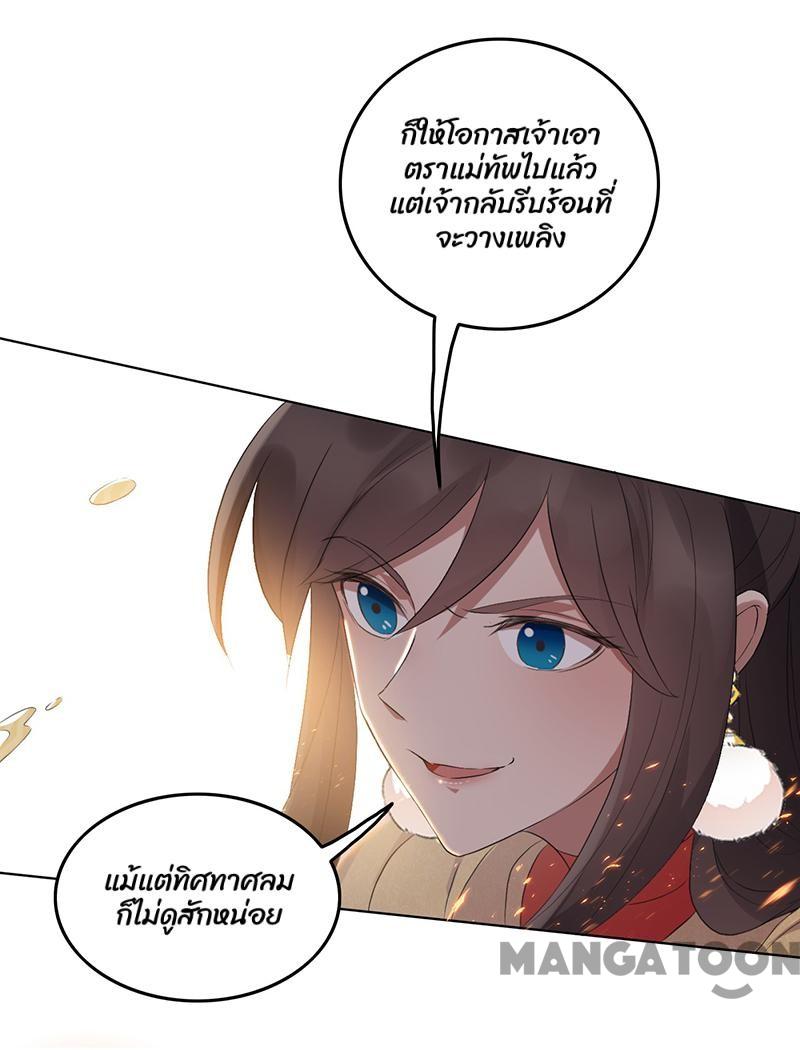 ก็ให้โอกาสเจ้าเอา
ตราแม่ทัพไปแล้ว
แต่เจ้ากลับรีบร้อนที่
จะวางเพลิง
แม้แต่ทิศทาศลม
ก็ไม่ดูสักหน่อย
MANGATOON